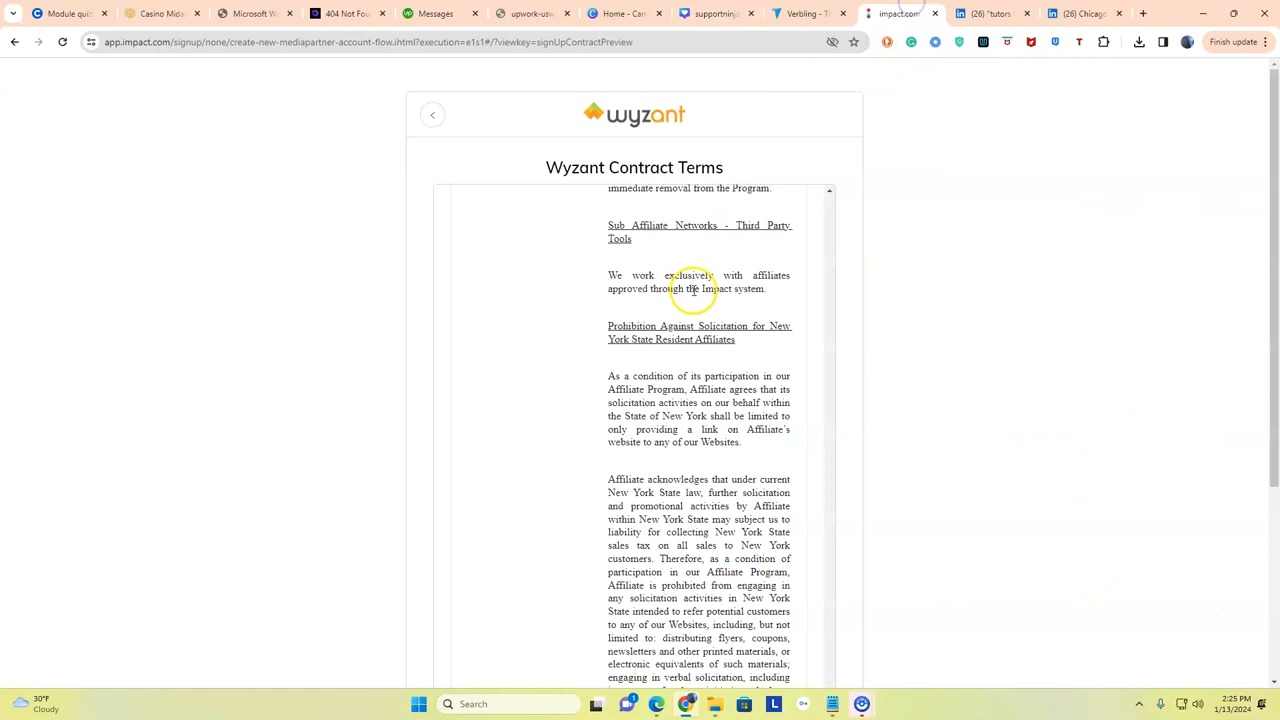 Module qui
Casino N
Microsoft W
404 Not Fou
Messages
upwork-usw
Home - Can
supportninja
Verbling - Th
impact.com
(26) "tutors
(26) Chicago
app.impact.com/signup/none/create-new-mediapartner-account-flow.ihtml?execution=e1s1#/?viewkey=signUpContractPreview
Finish update
wyzant
Wyzant Contract Terms
immediate removal from the Program.
Sub Affiliate Networks - Third Party
Tools
We work exclusively with affiliates
approved through the Impact system.
Prohibition Against Solicitation for New
York State Resident Affiliates
As a condition of its participation in our
Affiliate Program, Affiliate agrees that its
solicitation activities on our behalf within
the State of New York shall be limited to
only providing a link on Affiliate's
website to any of our Websites.
Affiliate acknowledges that under current
New York State law, further solicitation
and promotional activities by Affiliate
within New York State may subject us to
liability for collecting New York State
sales tax on all sales to New York
customers. Therefore, as a condition of
participation in our Affiliate Program,
Affiliate is prohibited from engaging in
any solicitation activities in New York
State intended to refer potential customers
to any of our Websites, including, but not
limited to: distributing flyers, coupons,
newsletters and other printed materials, or
electronic equivalents of such materials;
engaging in verbal solicitation, including
30°F
Cloudy
Search
2:25 PM
1/13/2024